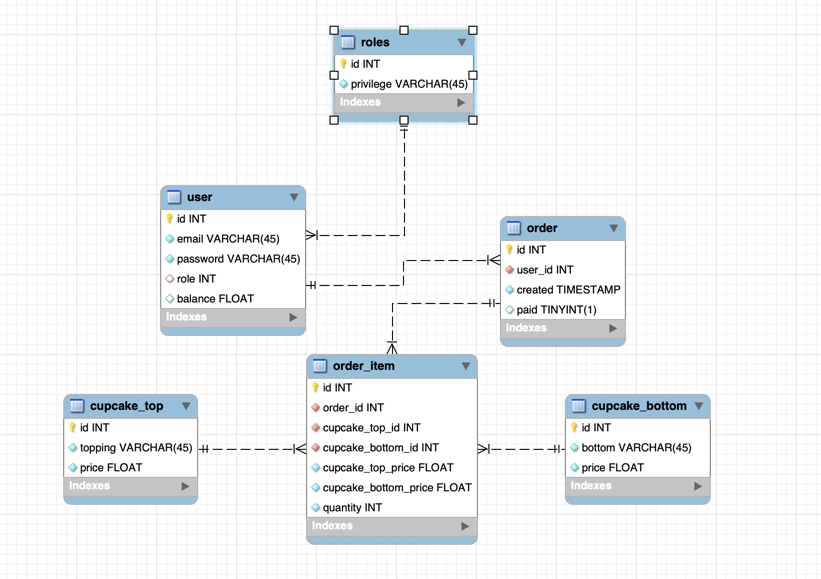 roles
id INT
privilege VARCHAR(45)
Indexes
user
id INT
email VARCHAR(45)
password VARCHAR(45)
role INT
balance FLOAT
Indexes
order
id INT
user_id INT
created TIMESTAMP
paid TINYINT(1)
Indexes
order_item
id INT
order_id INT
cupcake_top_id INT
cupcake_bottom_id INT
cupcake_top_price FLOAT
cupcake_bottom_price FLOAT
quantity INT
Indexes
cupcake_top
id INT
topping VARCHAR(45)
price FLOAT
Indexes
cupcake_bottom
id INT
bottom VARCHAR(45)
price FLOAT
Indexes